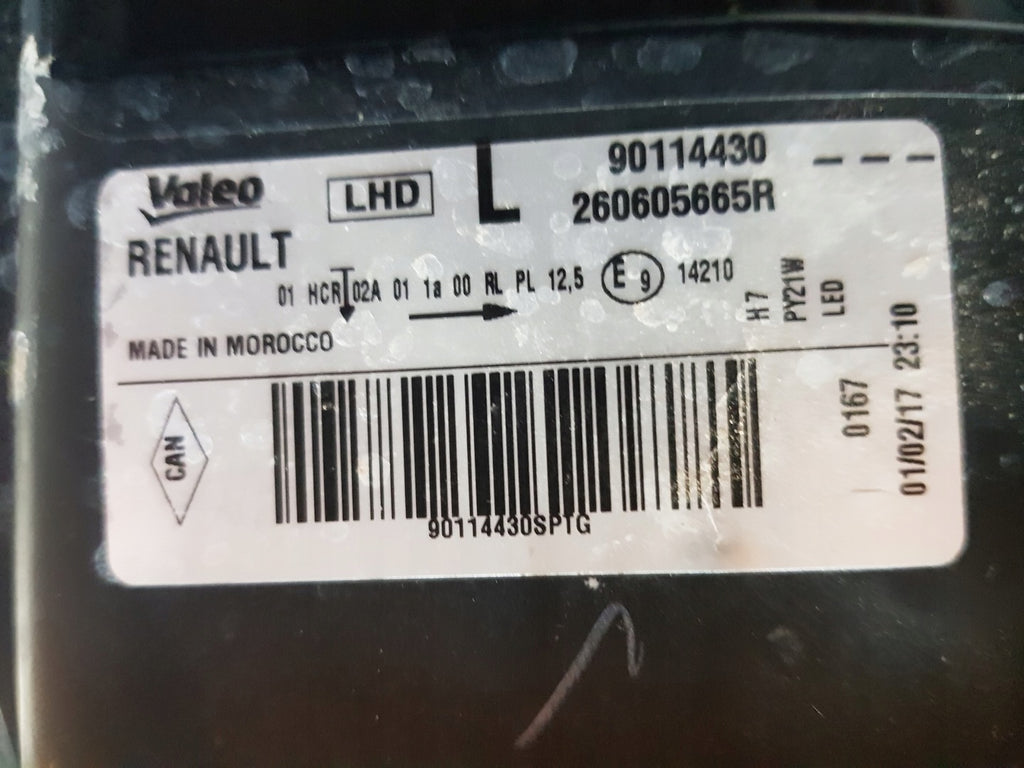 Valeo LHD L 90114430 – – –
260605665R
RENAULT
01 HCR 02A 01 1a 00 RL PL 12,5 E9 14210
H7
PY21W
LED
MADE IN MOROCCO
CAN
90114430SPTG
0167
01/02/17 23:10